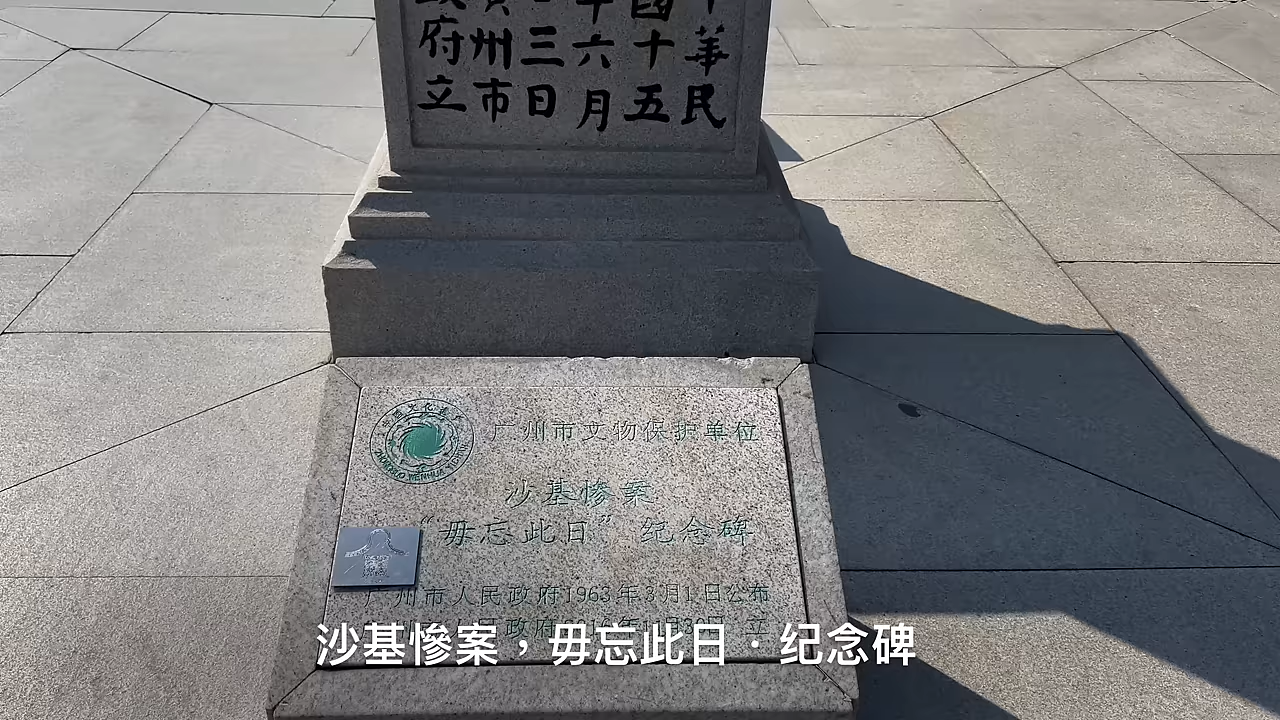 華民
國十五
年六月
三日
州市
府立
广州市文物保护单位
沙基惨案
“毋忘此日”纪念碑
广州市人民政府1963年3月1日公布
沙基慘案，毋忘此日·纪念碑